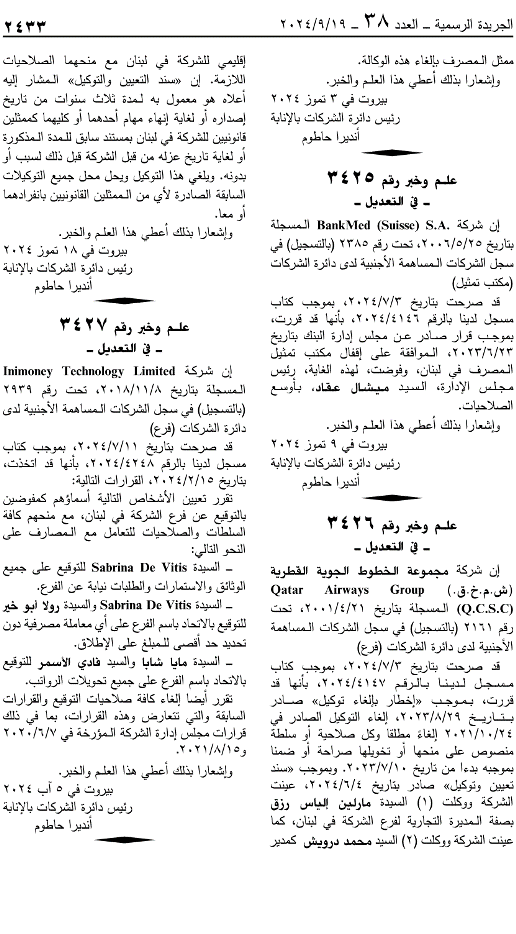 الجريدة الرسمية ــ العدد ٣٨ ــ ٢٠٢٤/٩/١٩
٢٤٣٣
ممثل المصرف بإلغاء هذه الوكالة.
وإشعارا بذلك أعطي هذا العلم والخبر.
بيروت في ٣ تموز ٢٠٢٤
رئيس دائرة الشركات بالإنابة
أنديرا حاطوم
علم وخبر رقم ٣٤٢٥
ــ في التعديل ــ
إن شركة BankMed (Suisse) S.A. المسجلة
بتاريخ ٢٠٠٦/٥/٢٥، تحت رقم ٢٣٨٥ (بالتسجيل) في
سجل الشركات المساهمة الأجنبية لدى دائرة الشركات
(مكتب تمثيل)
قد صرحت بتاريخ ٢٠٢٤/٧/٣، بموجب كتاب
مسجل لدينا بالرقم ٢٠٢٤/٤١٤٦، بأنها قد قررت،
بموجب قرار صادر عن مجلس إدارة البنك بتاريخ
٢٠٢٣/٦/٢٣، الموافقة على إقفال مكتب تمثيل
المصرف في لبنان، وفوضت، لهذه الغاية، رئيس
مجلس الإدارة، السيد ميشال عقاد، بأوسع
الصلاحيات.
وإشعارا بذلك أعطي هذا العلم والخبر.
بيروت في ٩ تموز ٢٠٢٤
رئيس دائرة الشركات بالإنابة
أنديرا حاطوم
علم وخبر رقم ٣٤٢٦
ــ في التعديل ــ
إن شركة مجموعة الخطوط الجوية القطرية
(ش.م.خ.ق.) Qatar Airways Group
(Q.C.S.C) المسجلة بتاريخ ٢٠٠١/٤/٢١، تحت
رقم ٢١٦١ (بالتسجيل) في سجل الشركات المساهمة
الأجنبية لدى دائرة الشركات (فرع)
قد صرحت بتاريخ ٢٠٢٤/٧/٣، بموجب كتاب
مسجل لدينا بالرقم ٢٠٢٤/٤١٤٧، بأنها قد
قررت، بموجب «إخطار بإلغاء توكيل» صادر
بتاريخ ٢٠٢٣/٨/٢٩، إلغاء التوكيل الصادر في
٢٠٢١/١٠/٢٤ إلغاءً مطلقا وكل صلاحية أو سلطة
منصوص على منحها أو تخويلها صراحة أو ضمنا
بموجبه بدءا من تاريخ ٢٠٢٣/٧/١٠. وبموجب «سند
تعيين وتوكيل» صادر بتاريخ ٢٠٢٤/٦/٤، عينت
الشركة ووكلت (١) السيدة مارلين إلياس رزق
بصفة المديرة التجارية لفرع الشركة في لبنان، كما
عينت الشركة ووكلت (٢) السيد محمد درويش كمدير
إقليمي للشركة في لبنان مع منحهما الصلاحيات
اللازمة. إن «سند التعيين والتوكيل» المشار إليه
أعلاه هو معمول به لمدة ثلاث سنوات من تاريخ
إصداره أو لغاية إنهاء مهام أحدهما أو كليهما كممثلين
قانونيين للشركة في لبنان بمستند سابق للمدة المذكورة
أو لغاية تاريخ عزله من قبل الشركة قبل ذلك لسبب أو
بدونه. ويلغي هذا التوكيل ويحل محل جميع التوكيلات
السابقة الصادرة لأي من الممثلين القانونيين بانفرادهما
أو معا.
وإشعارا بذلك أعطي هذا العلم والخبر.
بيروت في ١٨ تموز ٢٠٢٤
رئيس دائرة الشركات بالإنابة
أنديرا حاطوم
علم وخبر رقم ٣٤٢٧
ــ في التعديل ــ
إن شركة Inimoney Technology Limited
المسجلة بتاريخ ٢٠١٨/١١/٨، تحت رقم ٢٩٣٩
(بالتسجيل) في سجل الشركات المساهمة الأجنبية لدى
دائرة الشركات (فرع)
قد صرحت بتاريخ ٢٠٢٤/٧/١١، بموجب كتاب
مسجل لدينا بالرقم ٢٠٢٤/٤٢٤٨، بأنها قد اتخذت،
بتاريخ ٢٠٢٤/٢/١٥، القرارات التالية:
تقرر تعيين الأشخاص التالية أسماؤهم كمفوضين
بالتوقيع عن فرع الشركة في لبنان، مع منحهم كافة
السلطات والصلاحيات للتعامل مع المصارف على
النحو التالي:
ــ السيدة Sabrina De Vitis للتوقيع على جميع
الوثائق والاستمارات والطلبات نيابة عن الفرع.
ــ السيدة Sabrina De Vitis والسيدة رولا ابو خير
للتوقيع بالاتحاد باسم الفرع على أي معاملة مصرفية دون
تحديد حد أقصى للمبلغ على الإطلاق.
ــ السيدة مايا شابا والسيد فادي الأسمر للتوقيع
بالاتحاد باسم الفرع على جميع تحويلات الرواتب.
تقرر أيضا إلغاء كافة صلاحيات التوقيع والقرارات
السابقة والتي تتعارض وهذه القرارات، بما في ذلك
قرارات مجلس إدارة الشركة المؤرخة في ٢٠٢٠/٦/٧
و٢٠٢١/٨/١٥.
وإشعارا بذلك أعطي هذا العلم والخبر.
بيروت في ٥ آب ٢٠٢٤
رئيس دائرة الشركات بالإنابة
أنديرا حاطوم